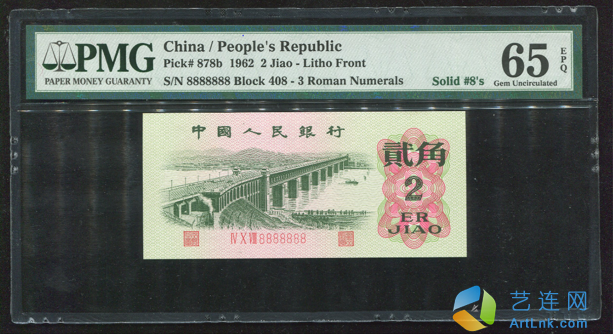 PMG
PAPER MONEY GUARANTY
China / People's Republic
Pick# 878b 1962 2 Jiao - Litho Front
S/N 8888888 Block 408 - 3 Roman Numerals
Solid #8's
65
EPQ
Gem Uncirculated
中國人民銀行
貳角
2
ER
JIAO
Ⅳ Ⅹ Ⅷ 8888888
艺连网
ArtLnk.com